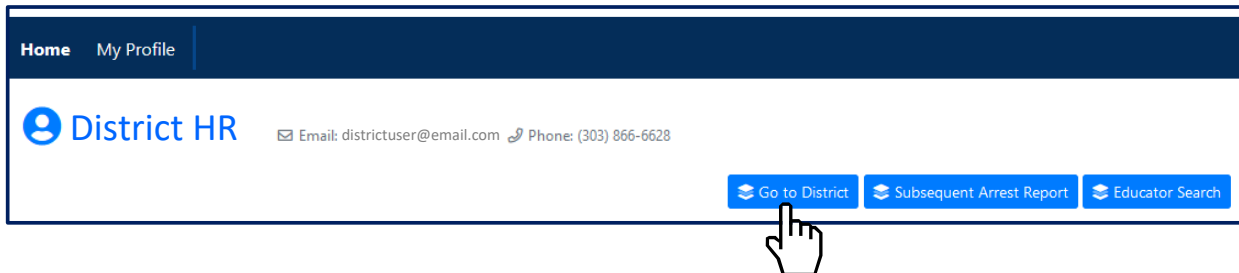 Home My Profile
District HR Email: districtuser@email.com Phone: (303) 866-6628
Go to District Subsequent Arrest Report Educator Search